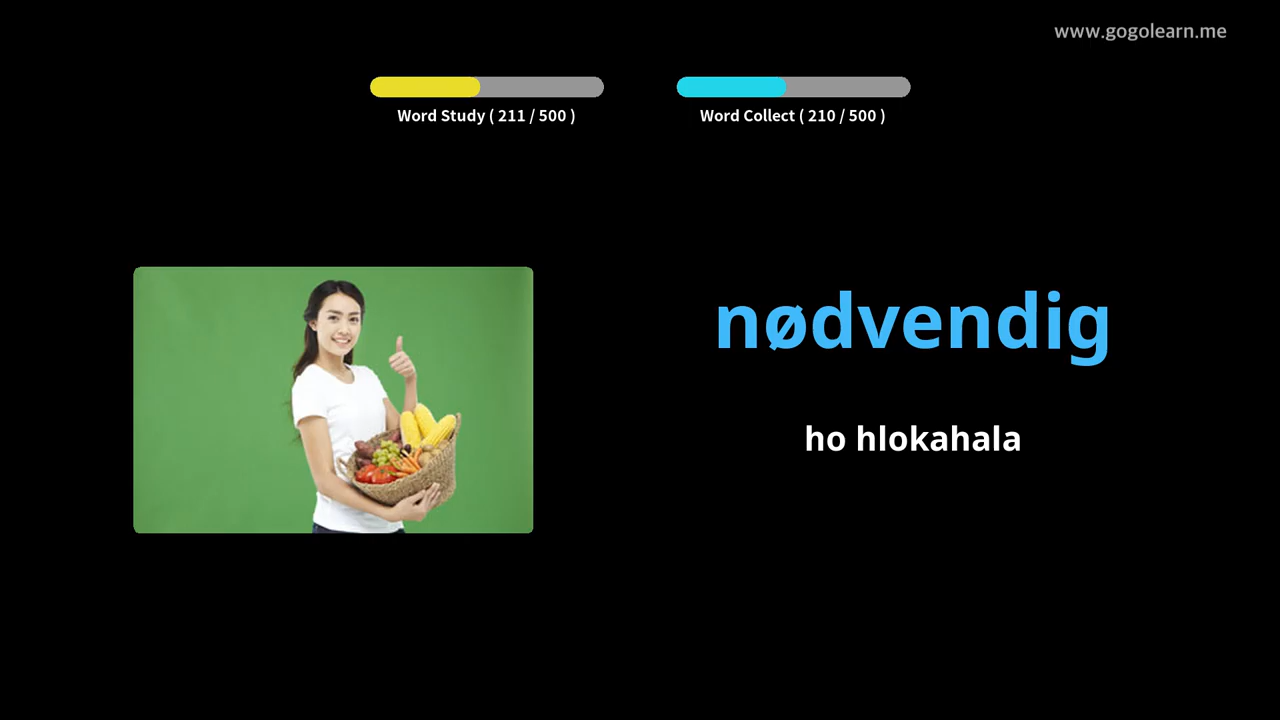 www.gogolearn.me
Word Study ( 211 / 500 )
Word Collect ( 210 / 500 )
nødvendig
ho hlokahala